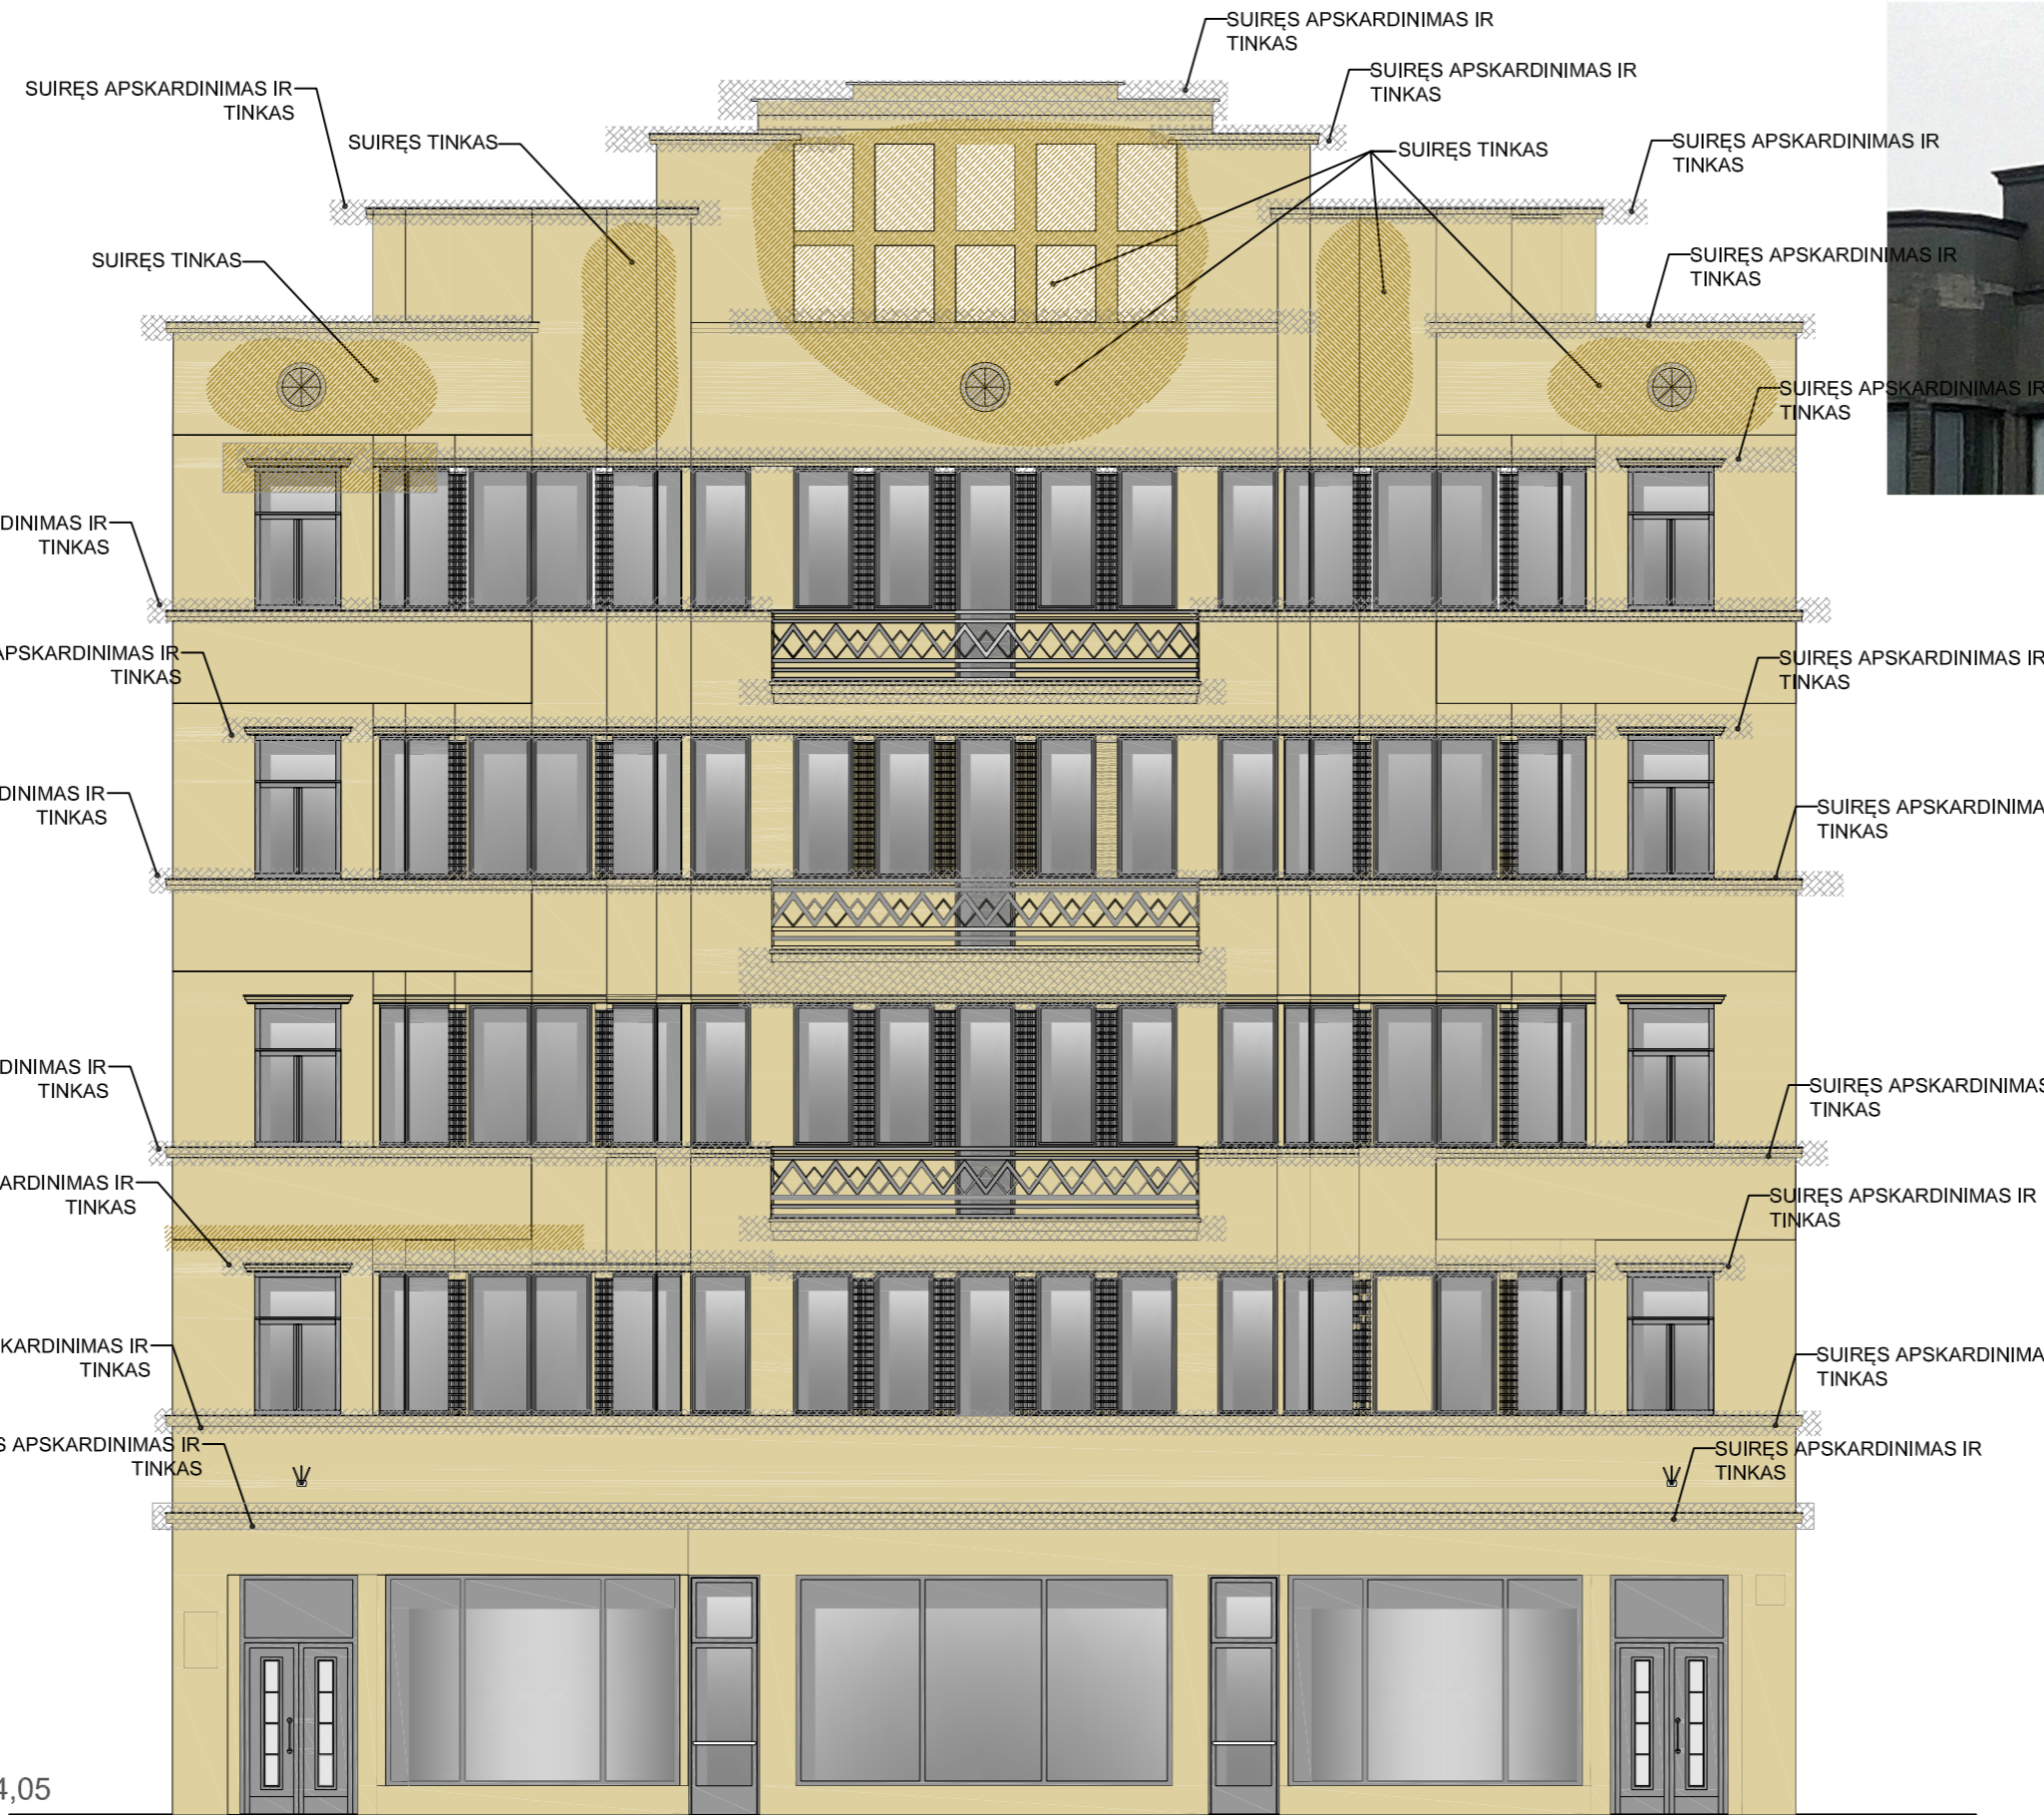 SUIRĘS APSKARDINIMAS IR
TINKAS
SUIRĘS APSKARDINIMAS IR
TINKAS
SUIRĘS APSKARDINIMAS IR
TINKAS
SUIRĘS TINKAS
SUIRĘS TINKAS
SUIRĘS APSKARDINIMAS IR
TINKAS
SUIRĘS TINKAS
SUIRĘS APSKARDINIMAS IR
TINKAS
SUIRĘS APSKARDINIMAS IR
TINKAS
DINIMAS IR
TINKAS
APSKARDINIMAS IR
TINKAS
SUIRĘS APSKARDINIMAS IR
TINKAS
DINIMAS IR
TINKAS
SUIRĘS APSKARDINIMA
TINKAS
DINIMAS IR
TINKAS
SUIRĘS APSKARDINIMAS
TINKAS
ARDINIMAS IR
TINKAS
SUIRĘS APSKARDINIMAS IR
TINKAS
KARDINIMAS IR
TINKAS
SUIRĘS APSKARDINIMA
TINKAS
S APSKARDINIMAS IR
TINKAS
SUIRĘS APSKARDINIMAS IR
TINKAS
4,05